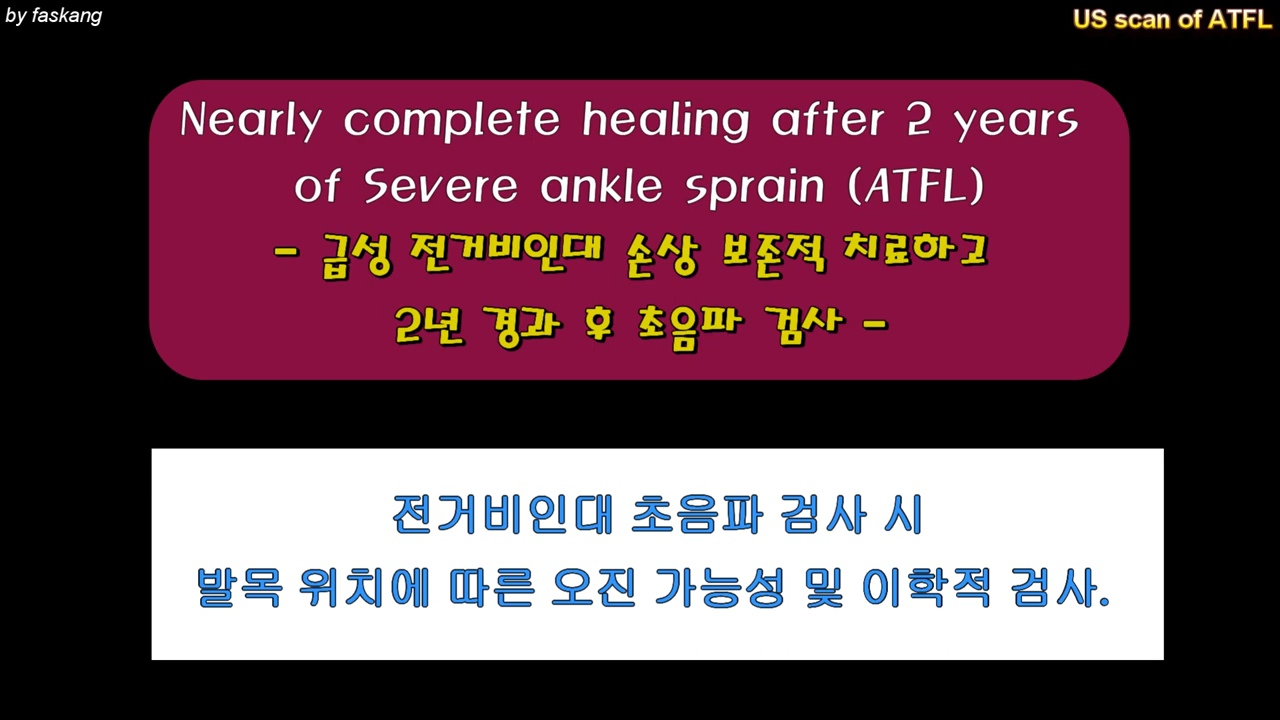 by faskang
US scan of ATFL
Nearly complete healing after 2 years
of Severe ankle sprain (ATFL)
- 급성 전거비인대 손상 보존적 치료하고
2년 경과 후 초음파 검사 -
전거비인대 초음파 검사 시
발목 위치에 따른 오진 가능성 및 이학적 검사.